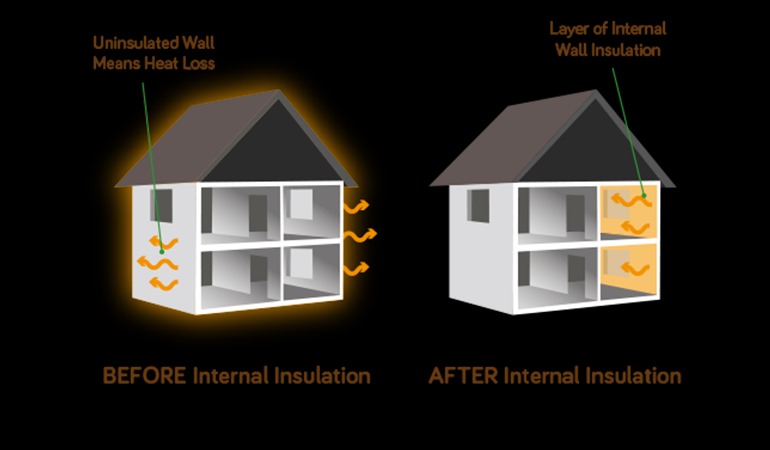 Uninsulated Wall
Means Heat Loss
Layer of Internal
Wall Insulation
BEFORE Internal Insulation
AFTER Internal Insulation